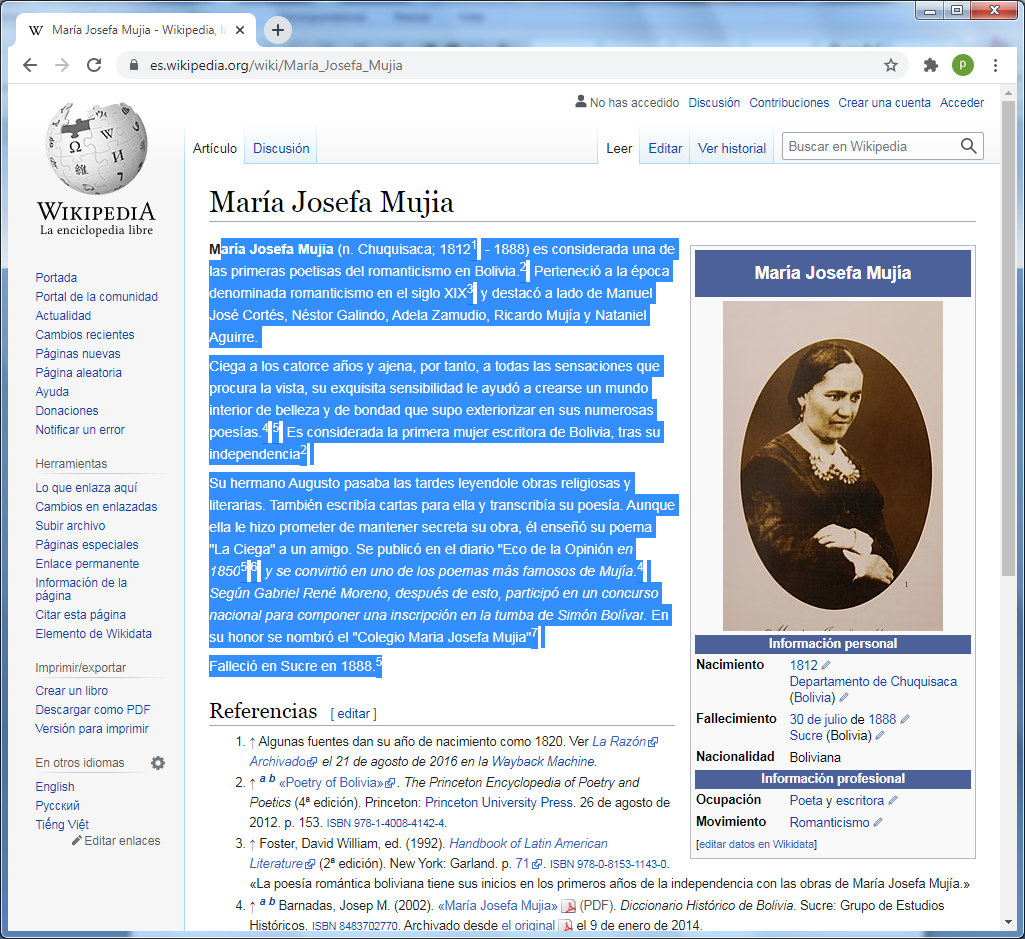 María Josefa Mujia - Wikipedia, l
es.wikipedia.org/wiki/María_Josefa_Mujia
P
No has accedido Discusión Contribuciones Crear una cuenta Acceder
Artículo Discusión Leer Editar Ver historial Buscar en Wikipedia
WIKIPEDIA
La enciclopedia libre
Portada
Portal de la comunidad
Actualidad
Cambios recientes
Páginas nuevas
Página aleatoria
Ayuda
Donaciones
Notificar un error
Herramientas
Lo que enlaza aquí
Cambios en enlazadas
Subir archivo
Páginas especiales
Enlace permanente
Información de la
página
Citar esta página
Elemento de Wikidata
Imprimir/exportar
Crear un libro
Descargar como PDF
Versión para imprimir
En otros idiomas
English
Русский
Tiếng Việt
Editar enlaces
María Josefa Mujia
María Josefa Mujia (n. Chuquisaca; 1812¹ - 1888) es considerada una de
las primeras poetisas del romanticismo en Bolivia.² Perteneció a la época
denominada romanticismo en el siglo XIX³ y destacó a lado de Manuel
José Cortés, Néstor Galindo, Adela Zamudio, Ricardo Mujía y Nataniel
Aguirre.
Ciega a los catorce años y ajena, por tanto, a todas las sensaciones que
procura la vista, su exquisita sensibilidad le ayudó a crearse un mundo
interior de belleza y de bondad que supo exteriorizar en sus numerosas
poesías.⁴ ⁵ Es considerada la primera mujer escritora de Bolivia, tras su
independencia²
Su hermano Augusto pasaba las tardes leyendole obras religiosas y
literarias. También escribía cartas para ella y transcribía su poesía. Aunque
ella le hizo prometer de mantener secreta su obra, él enseñó su poema
"La Ciega" a un amigo. Se publicó en el diario "Eco de la Opinión en
1850⁵ ⁶ y se convirtió en uno de los poemas más famosos de Mujía.⁴
Según Gabriel René Moreno, después de esto, participó en un concurso
nacional para componer una inscripción en la tumba de Simón Bolívar. En
su honor se nombró el "Colegio Maria Josefa Mujia"⁷
Falleció en Sucre en 1888.⁵
María Josefa Mujía
1
Información personal
Nacimiento 1812
Departamento de Chuquisaca
(Bolivia)
Fallecimiento 30 de julio de 1888
Sucre (Bolivia)
Nacionalidad Boliviana
Información profesional
Ocupación Poeta y escritora
Movimiento Romanticismo
[editar datos en Wikidata]
Referencias [ editar ]
1. ↑ Algunas fuentes dan su año de nacimiento como 1820. Ver La Razón
Archivado el 21 de agosto de 2016 en la Wayback Machine.
2. ↑ a b «Poetry of Bolivia». The Princeton Encyclopedia of Poetry and
Poetics (4ª edición). Princeton: Princeton University Press. 26 de agosto de
2012. p. 153. ISBN 978-1-4008-4142-4.
3. ↑ Foster, David William, ed. (1992). Handbook of Latin American
Literature (2ª edición). New York: Garland. p. 71. ISBN 978-0-8153-1143-0.
«La poesía romántica boliviana tiene sus inicios en los primeros años de la independencia con las obras de María Josefa Mujía.»
4. ↑ a b Barnadas, Josep M. (2002). «María Josefa Mujia» (PDF). Diccionario Histórico de Bolivia. Sucre: Grupo de Estudios
Históricos. ISBN 8483702770. Archivado desde el original el 9 de enero de 2014.